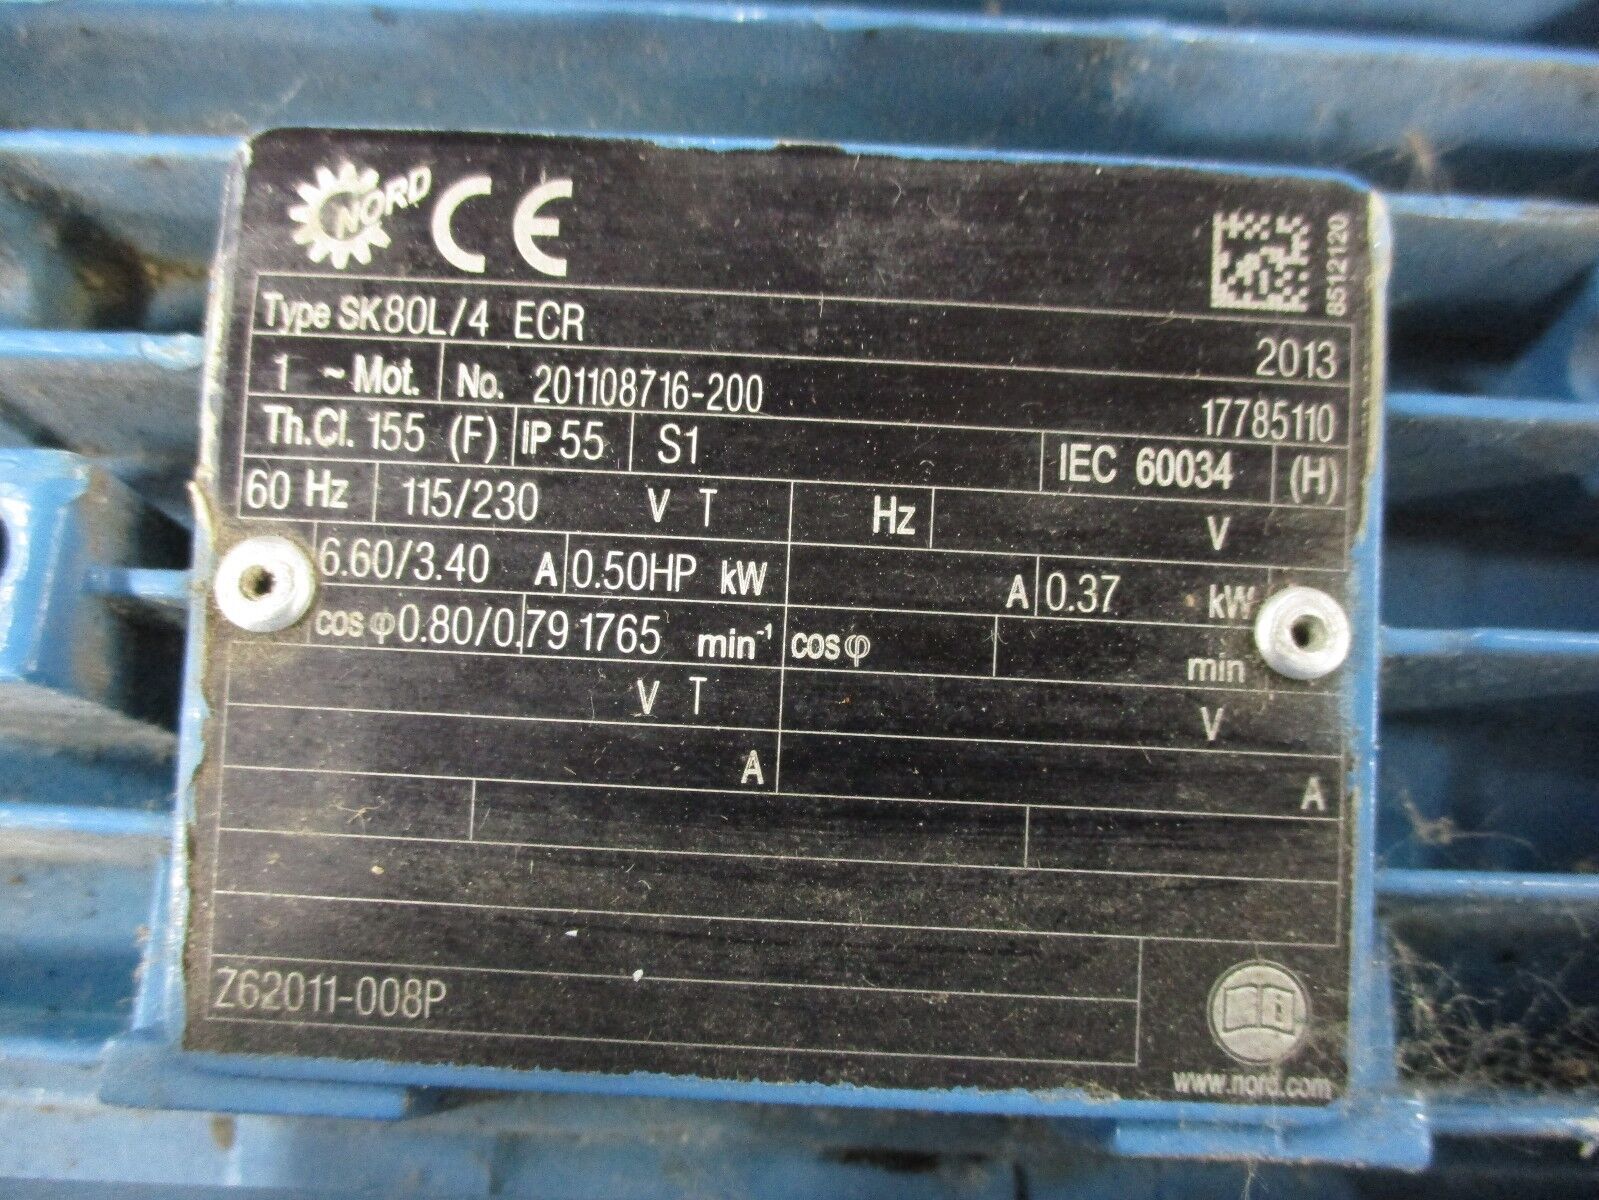 NORD CE
8512120
Type SK80L/4 ECR 2013
1 ~ Mot. No. 201108716-200 17785110
Th.Cl. 155 (F) IP 55 S1 IEC 60034 (H)
60 Hz 115/230 V T Hz V
6.60/3.40 A 0.50HP kW A 0.37 kW
cos φ 0.80/0.79 1765 min⁻¹ cos φ min
V T V
A A
Z62011-008P
www.nord.com